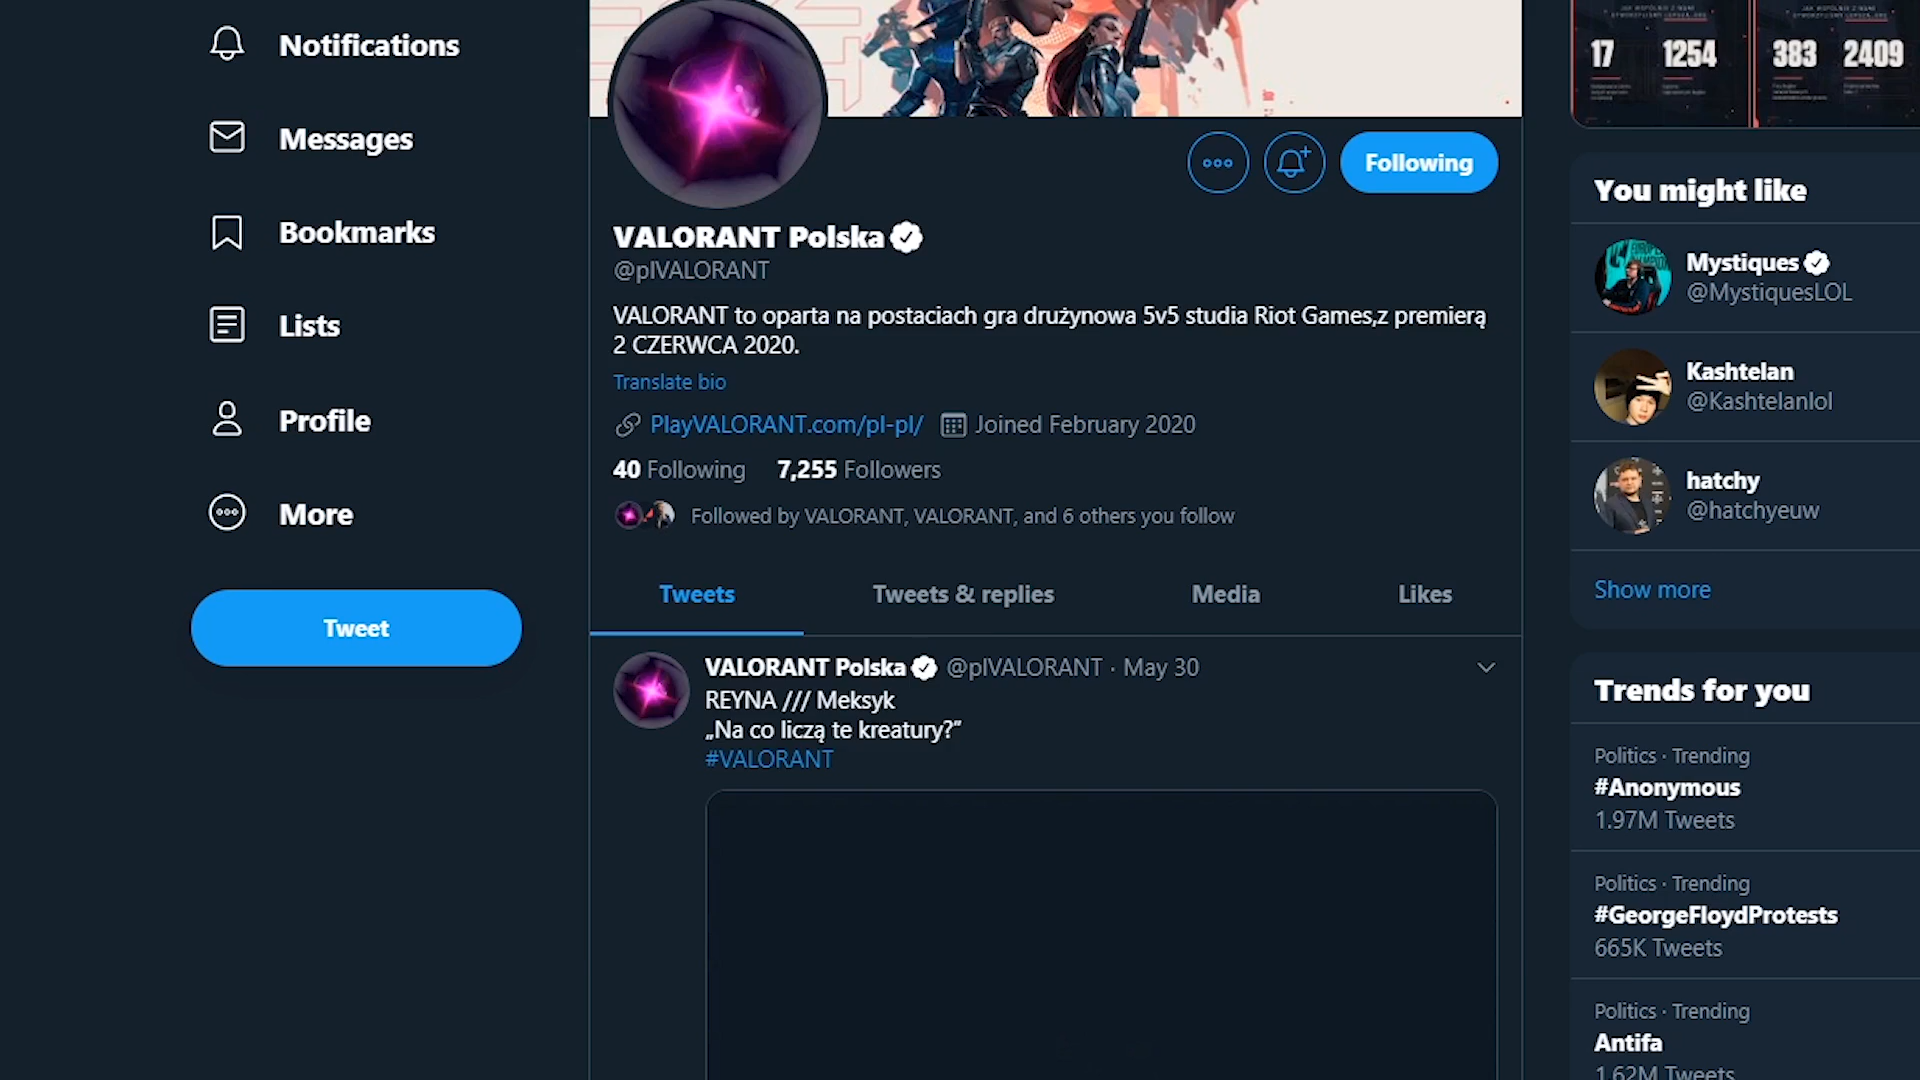 Notifications
Messages
Bookmarks
Lists
Profile
More
Tweet
Following
VALORANT Polska
@plVALORANT
VALORANT to oparta na postaciach gra drużynowa 5v5 studia Riot Games,z premierą
2 CZERWCA 2020.
Translate bio
PlayVALORANT.com/pl-pl/ Joined February 2020
40 Following 7,255 Followers
Followed by VALORANT, VALORANT, and 6 others you follow
Tweets Tweets & replies Media Likes
VALORANT Polska @plVALORANT · May 30
REYNA /// Meksyk
„Na co liczą te kreatury?”
#VALORANT
17 1254 383 2409
You might like
Mystiques
@MystiquesLOL
Kashtelan
@Kashtelanlol
hatchy
@hatchyeuw
Show more
Trends for you
Politics · Trending
#Anonymous
1.97M Tweets
Politics · Trending
#GeorgeFloydProtests
665K Tweets
Politics · Trending
Antifa
1.62M Tweets